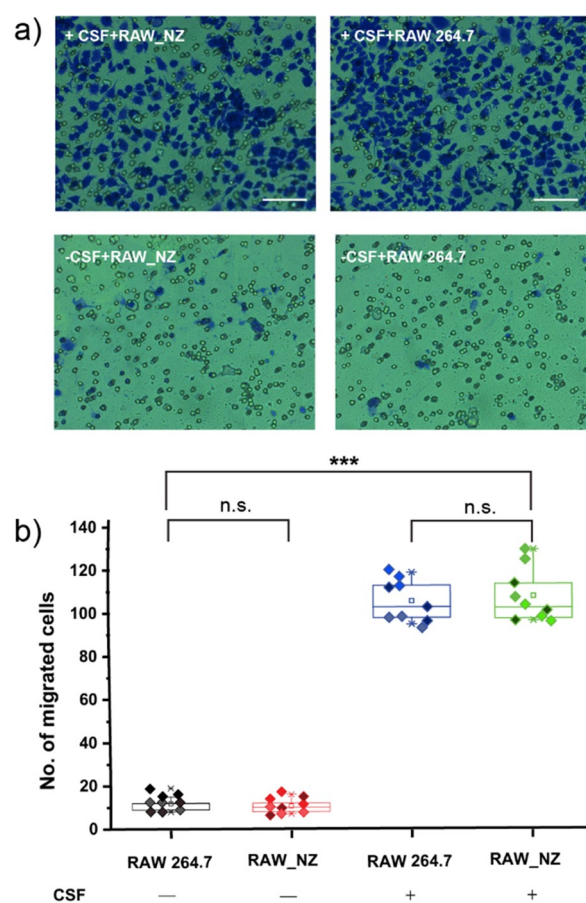 a)
+ CSF+RAW_NZ
+ CSF+RAW 264.7
-CSF+RAW_NZ
-CSF+RAW 264.7
***
n.s.
n.s.
b)
No. of migrated cells
140
120
100
80
60
40
20
0
RAW 264.7 RAW_NZ RAW 264.7 RAW_NZ
CSF — — + +